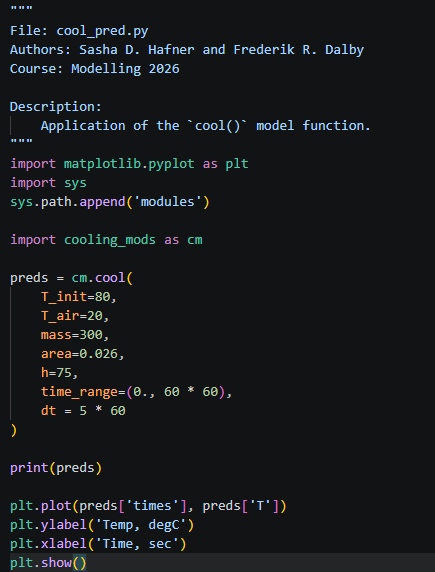 """
File: cool_pred.py
Authors: Sasha D. Hafner and Frederik R. Dalby
Course: Modelling 2026

Description:
    Application of the `cool()` model function.
"""
import matplotlib.pyplot as plt
import sys
sys.path.append('modules')

import cooling_mods as cm

preds = cm.cool(
    T_init=80,
    T_air=20,
    mass=300,
    area=0.026,
    h=75,
    time_range=(0., 60 * 60),
    dt = 5 * 60
)

print(preds)

plt.plot(preds['times'], preds['T'])
plt.ylabel('Temp, degC')
plt.xlabel('Time, sec')
plt.show()